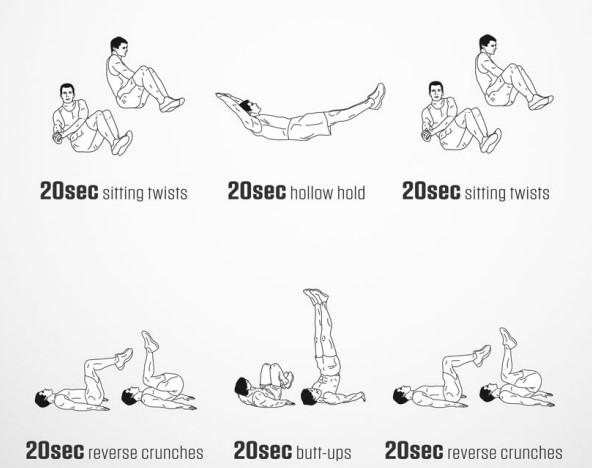 20sec sitting twists
20sec hollow hold
20sec sitting twists
20sec reverse crunches
20sec butt-ups
20sec reverse crunches